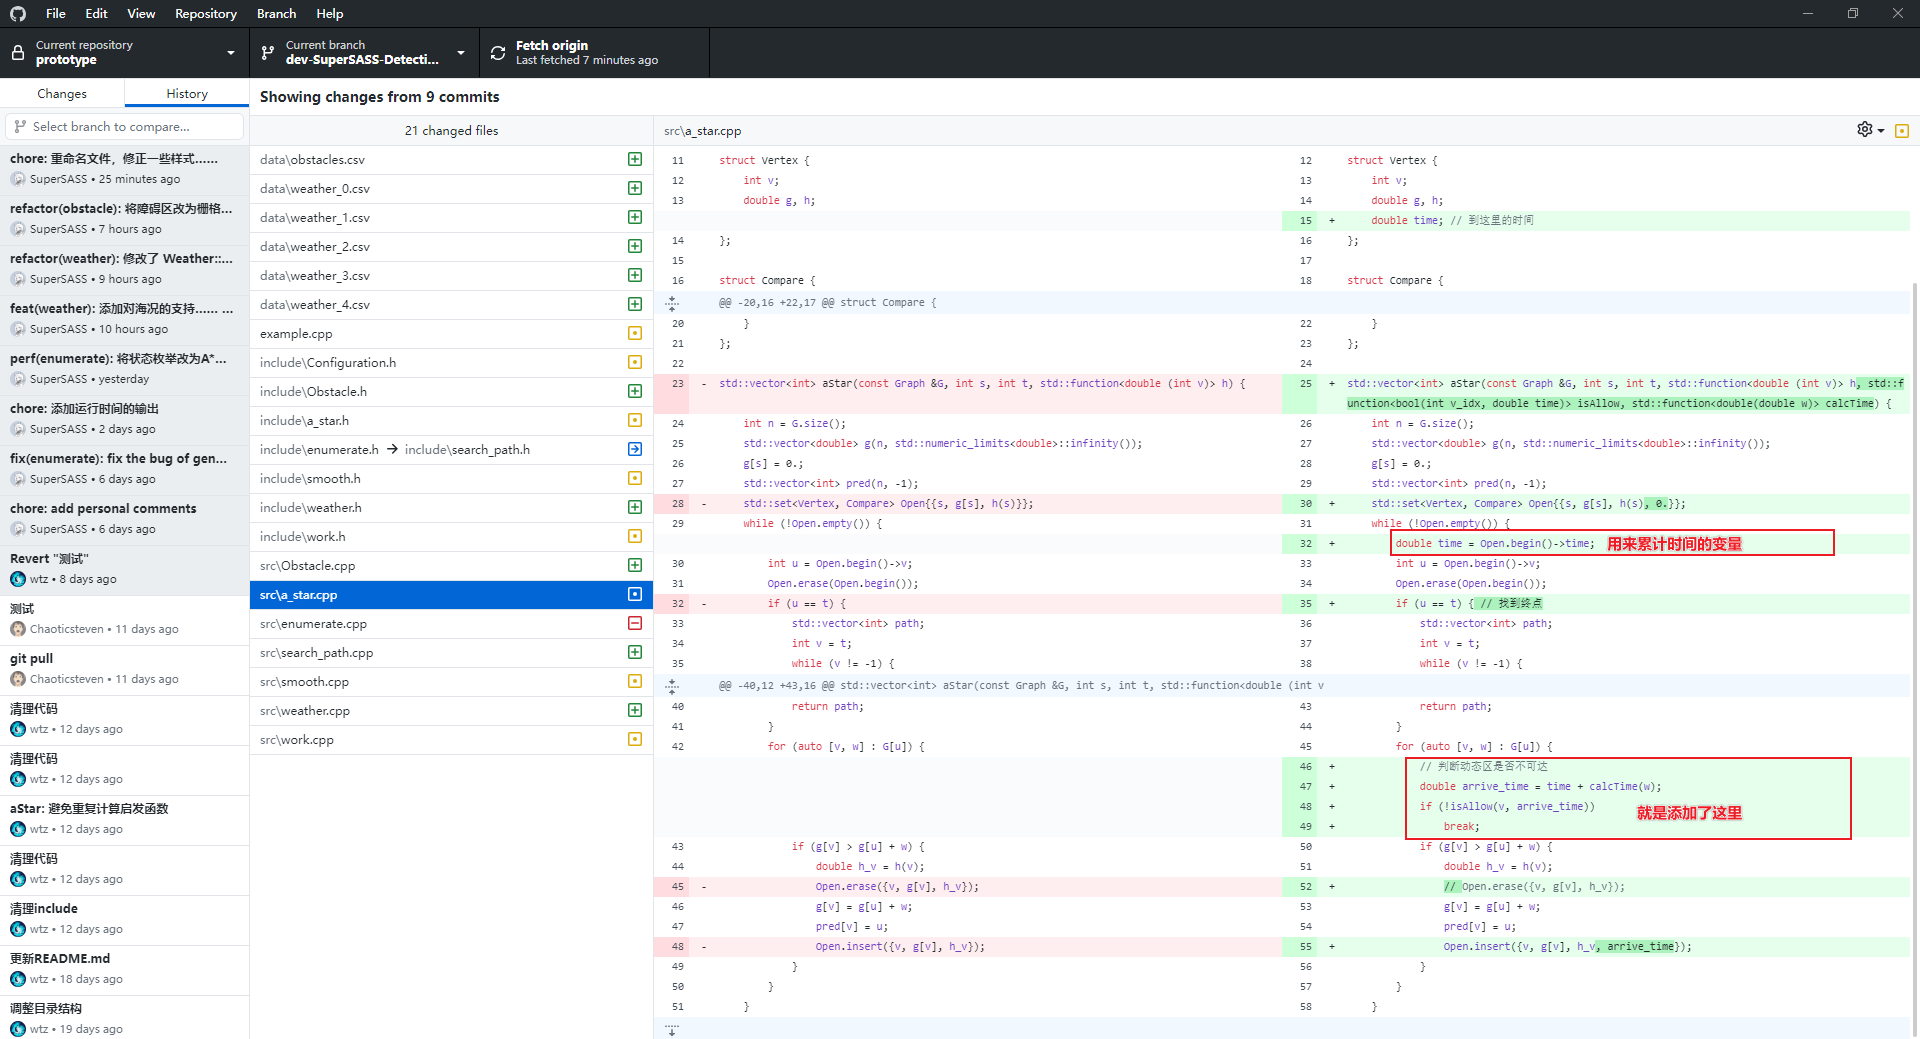 File Edit View Repository Branch Help
Current repository
prototype
Current branch
dev-SuperSASS-Detecti...
Fetch origin
Last fetched 7 minutes ago
Changes
History
Select branch to compare...
chore: 重命名文件，修正一些样式......
SuperSASS • 25 minutes ago
refactor(obstacle): 将障碍区改为栅格...
SuperSASS • 7 hours ago
refactor(weather): 修改了 Weather::...
SuperSASS • 9 hours ago
feat(weather): 添加对海况的支持...... ...
SuperSASS • 10 hours ago
perf(enumerate): 将状态枚举改为A*...
SuperSASS • yesterday
chore: 添加运行时间的输出
SuperSASS • 2 days ago
fix(enumerate): fix the bug of gen...
SuperSASS • 6 days ago
chore: add personal comments
SuperSASS • 6 days ago
Revert "测试"
wtz • 8 days ago
测试
Chaoticsteven • 11 days ago
git pull
Chaoticsteven • 11 days ago
清理代码
wtz • 12 days ago
清理代码
wtz • 12 days ago
aStar: 避免重复计算启发函数
wtz • 12 days ago
清理代码
wtz • 12 days ago
清理include
wtz • 12 days ago
更新README.md
wtz • 18 days ago
调整目录结构
wtz • 19 days ago
Showing changes from 9 commits
21 changed files
data\obstacles.csv
data\weather_0.csv
data\weather_1.csv
data\weather_2.csv
data\weather_3.csv
data\weather_4.csv
example.cpp
include\Configuration.h
include\Obstacle.h
include\a_star.h
include\enumerate.h → include\search_path.h
include\smooth.h
include\weather.h
include\work.h
src\Obstacle.cpp
src\a_star.cpp
src\enumerate.cpp
src\search_path.cpp
src\smooth.cpp
src\weather.cpp
src\work.cpp
src\a_star.cpp
11 struct Vertex {
12 int v;
13 double g, h;
14 };
15
16 struct Compare {
@@ -20,16 +22,17 @@ struct Compare {
20 }
21 };
22
23 - std::vector<int> aStar(const Graph &G, int s, int t, std::function<double (int v)> h) {
24 int n = G.size();
25 std::vector<double> g(n, std::numeric_limits<double>::infinity());
26 g[s] = 0.;
27 std::vector<int> pred(n, -1);
28 - std::set<Vertex, Compare> Open{{s, g[s], h(s)}};
29 while (!Open.empty()) {
30 int u = Open.begin()->v;
31 Open.erase(Open.begin());
32 - if (u == t) {
33 std::vector<int> path;
34 int v = t;
35 while (v != -1) {
@@ -40,12 +43,16 @@ std::vector<int> aStar(const Graph &G, int s, int t, std::function<double (int v
40 return path;
41 }
42 for (auto [v, w] : G[u]) {
43 if (g[v] > g[u] + w) {
44 double h_v = h(v);
45 - Open.erase({v, g[v], h_v});
46 g[v] = g[u] + w;
47 pred[v] = u;
48 - Open.insert({v, g[v], h_v});
49 }
50 }
51 }
12 struct Vertex {
13 int v;
14 double g, h;
15 + double time; // 到这里的时间
16 };
17
18 struct Compare {
22 }
23 };
24
25 + std::vector<int> aStar(const Graph &G, int s, int t, std::function<double (int v)> h, std::f
unction<bool(int v_idx, double time)> isAllow, std::function<double(double w)> calcTime) {
26 int n = G.size();
27 std::vector<double> g(n, std::numeric_limits<double>::infinity());
28 g[s] = 0.;
29 std::vector<int> pred(n, -1);
30 + std::set<Vertex, Compare> Open{{s, g[s], h(s), 0.}};
31 while (!Open.empty()) {
32 + double time = Open.begin()->time; 用来累计时间的变量
33 int u = Open.begin()->v;
34 Open.erase(Open.begin());
35 + if (u == t) { // 找到终点
36 std::vector<int> path;
37 int v = t;
38 while (v != -1) {
43 return path;
44 }
45 for (auto [v, w] : G[u]) {
46 + // 判断动态区是否不可达
47 + double arrive_time = time + calcTime(w);
48 + if (!isAllow(v, arrive_time)) 就是添加了这里
49 + break;
50 if (g[v] > g[u] + w) {
51 double h_v = h(v);
52 + // Open.erase({v, g[v], h_v});
53 g[v] = g[u] + w;
54 pred[v] = u;
55 + Open.insert({v, g[v], h_v, arrive_time});
56 }
57 }
58 }